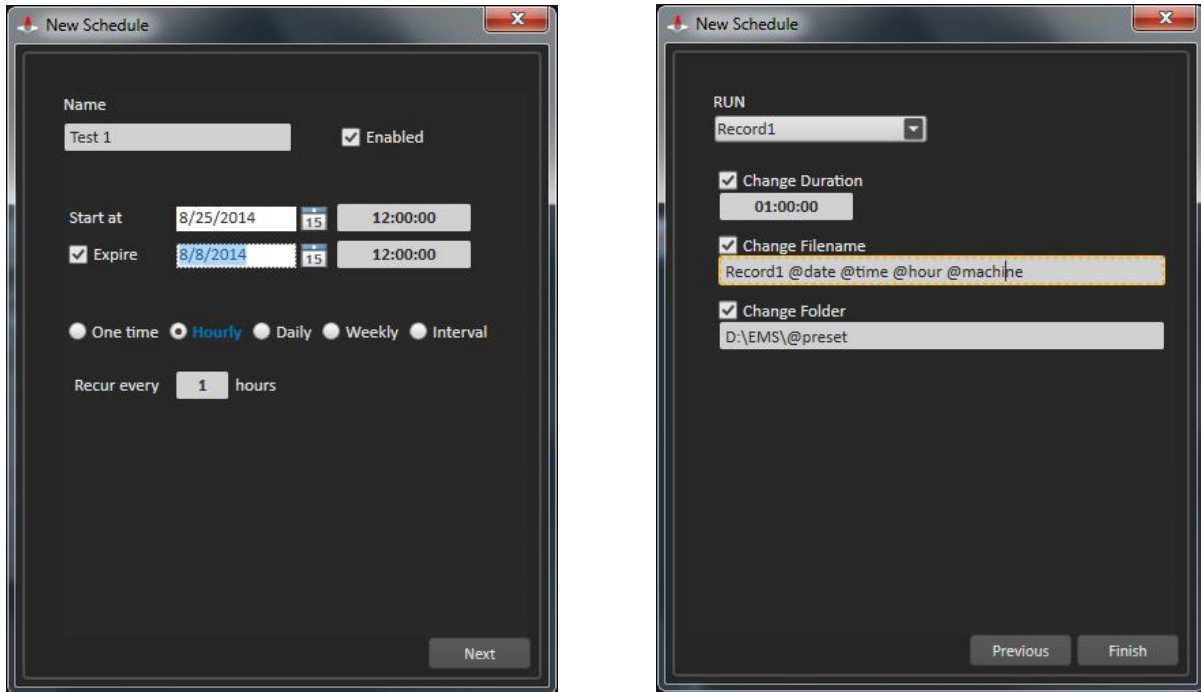 New Schedule
Name
Test 1
Enabled
Start at 8/25/2014 15 12:00:00
Expire 8/8/2014 15 12:00:00
One time Hourly Daily Weekly Interval
Recur every 1 hours
Next
New Schedule
RUN
Record1
Change Duration
01:00:00
Change Filename
Record1 @date @time @hour @machine
Change Folder
D:\EMS\@preset
Previous Finish